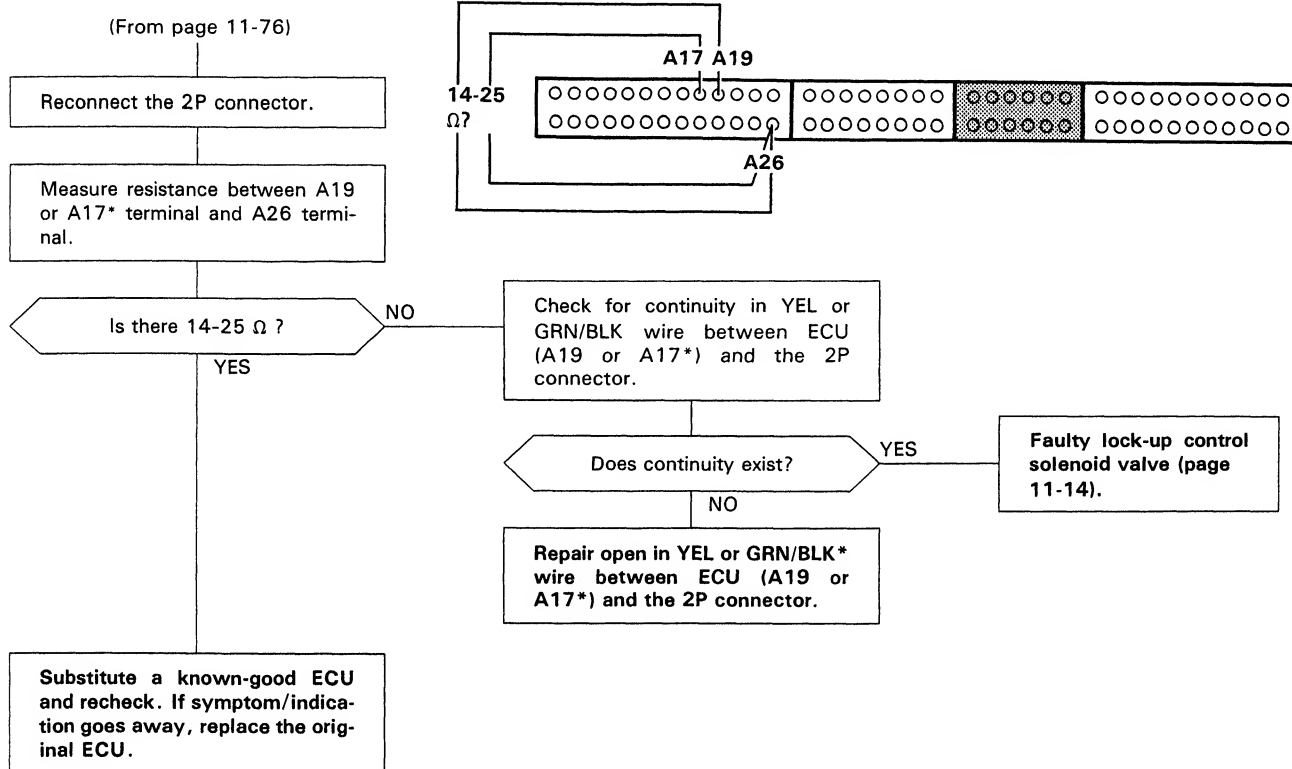 (From page 11-76)
Reconnect the 2P connector.
Measure resistance between A19
or A17* terminal and A26 termi-
nal.
Is there 14-25 Ω ?
NO
YES
A17 A19
14-25
Ω?
A26
Check for continuity in YEL or
GRN/BLK wire between ECU
(A19 or A17*) and the 2P
connector.
Does continuity exist?
YES
NO
Faulty lock-up control
solenoid valve (page
11-14).
Repair open in YEL or GRN/BLK*
wire between ECU (A19 or
A17*) and the 2P connector.
Substitute a known-good ECU
and recheck. If symptom/indica-
tion goes away, replace the orig-
inal ECU.